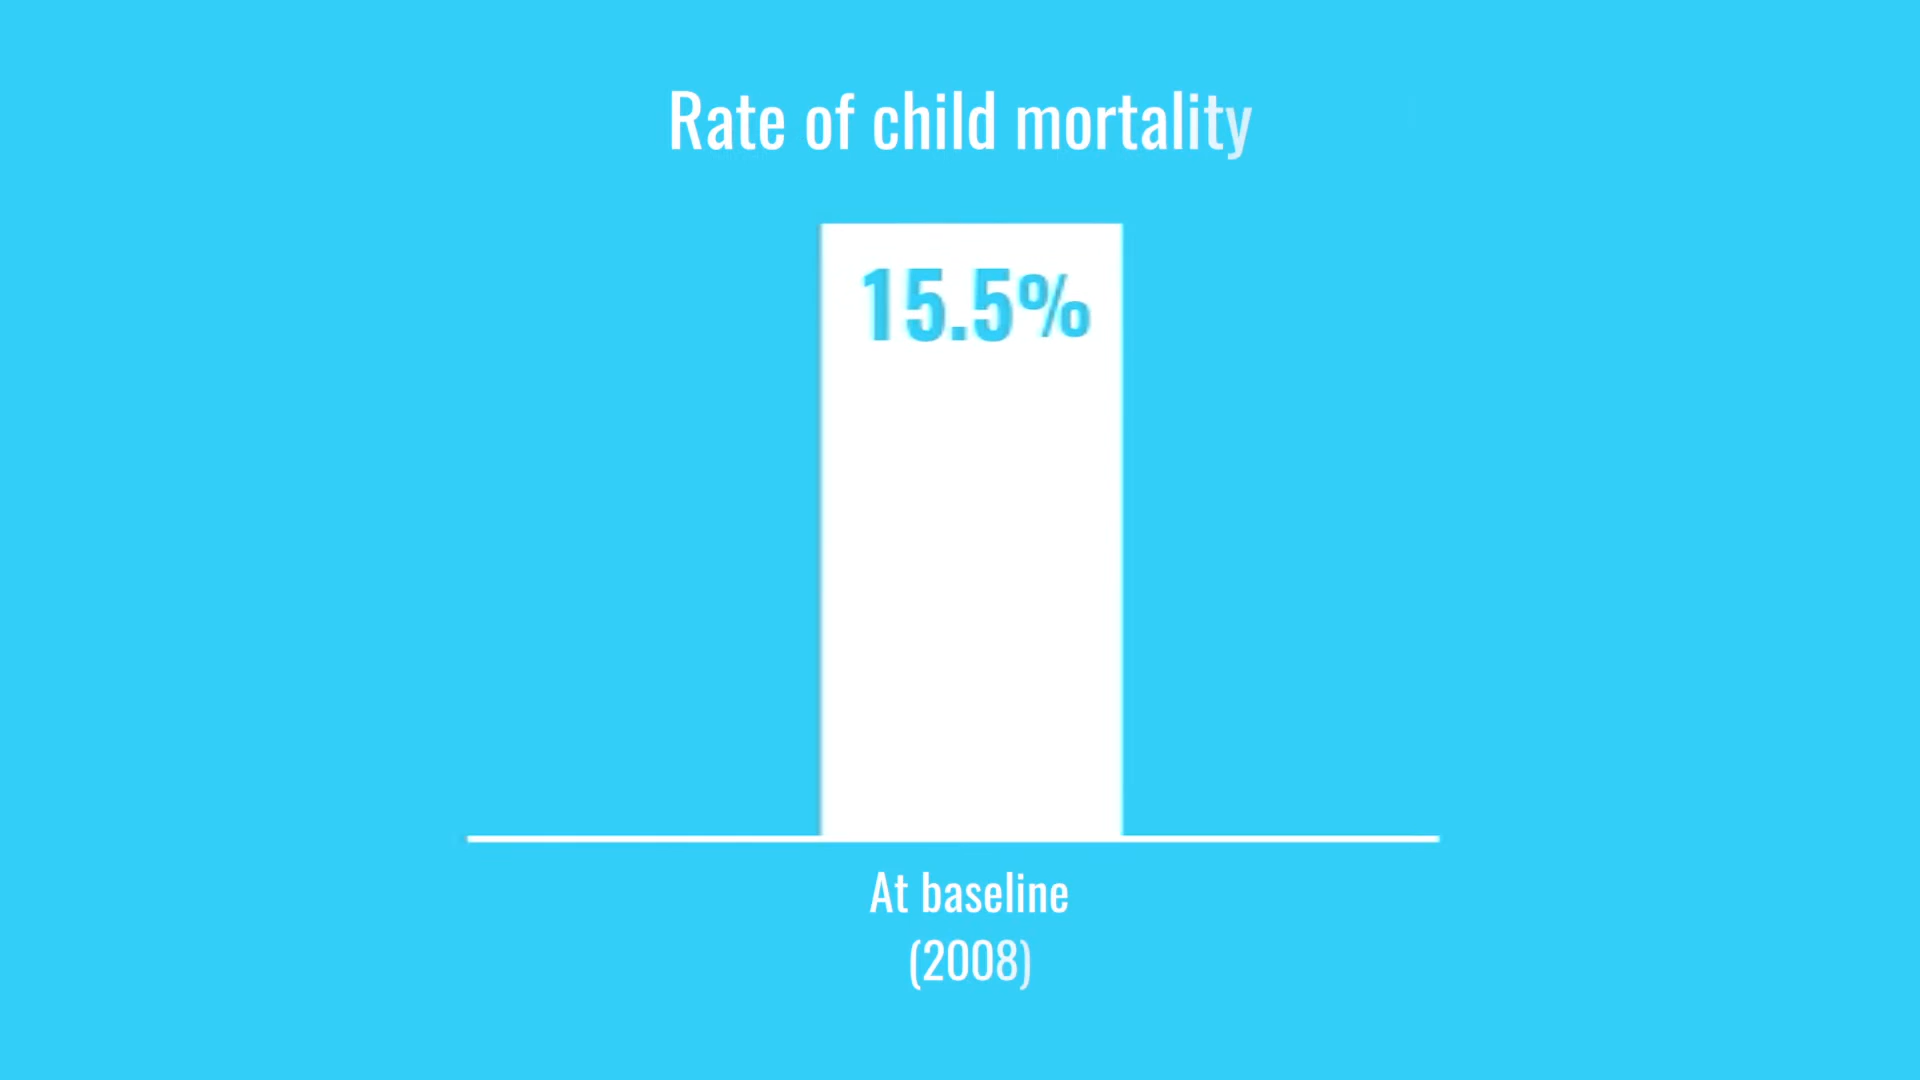 Rate of child mortality
15.5%
At baseline
(2008)